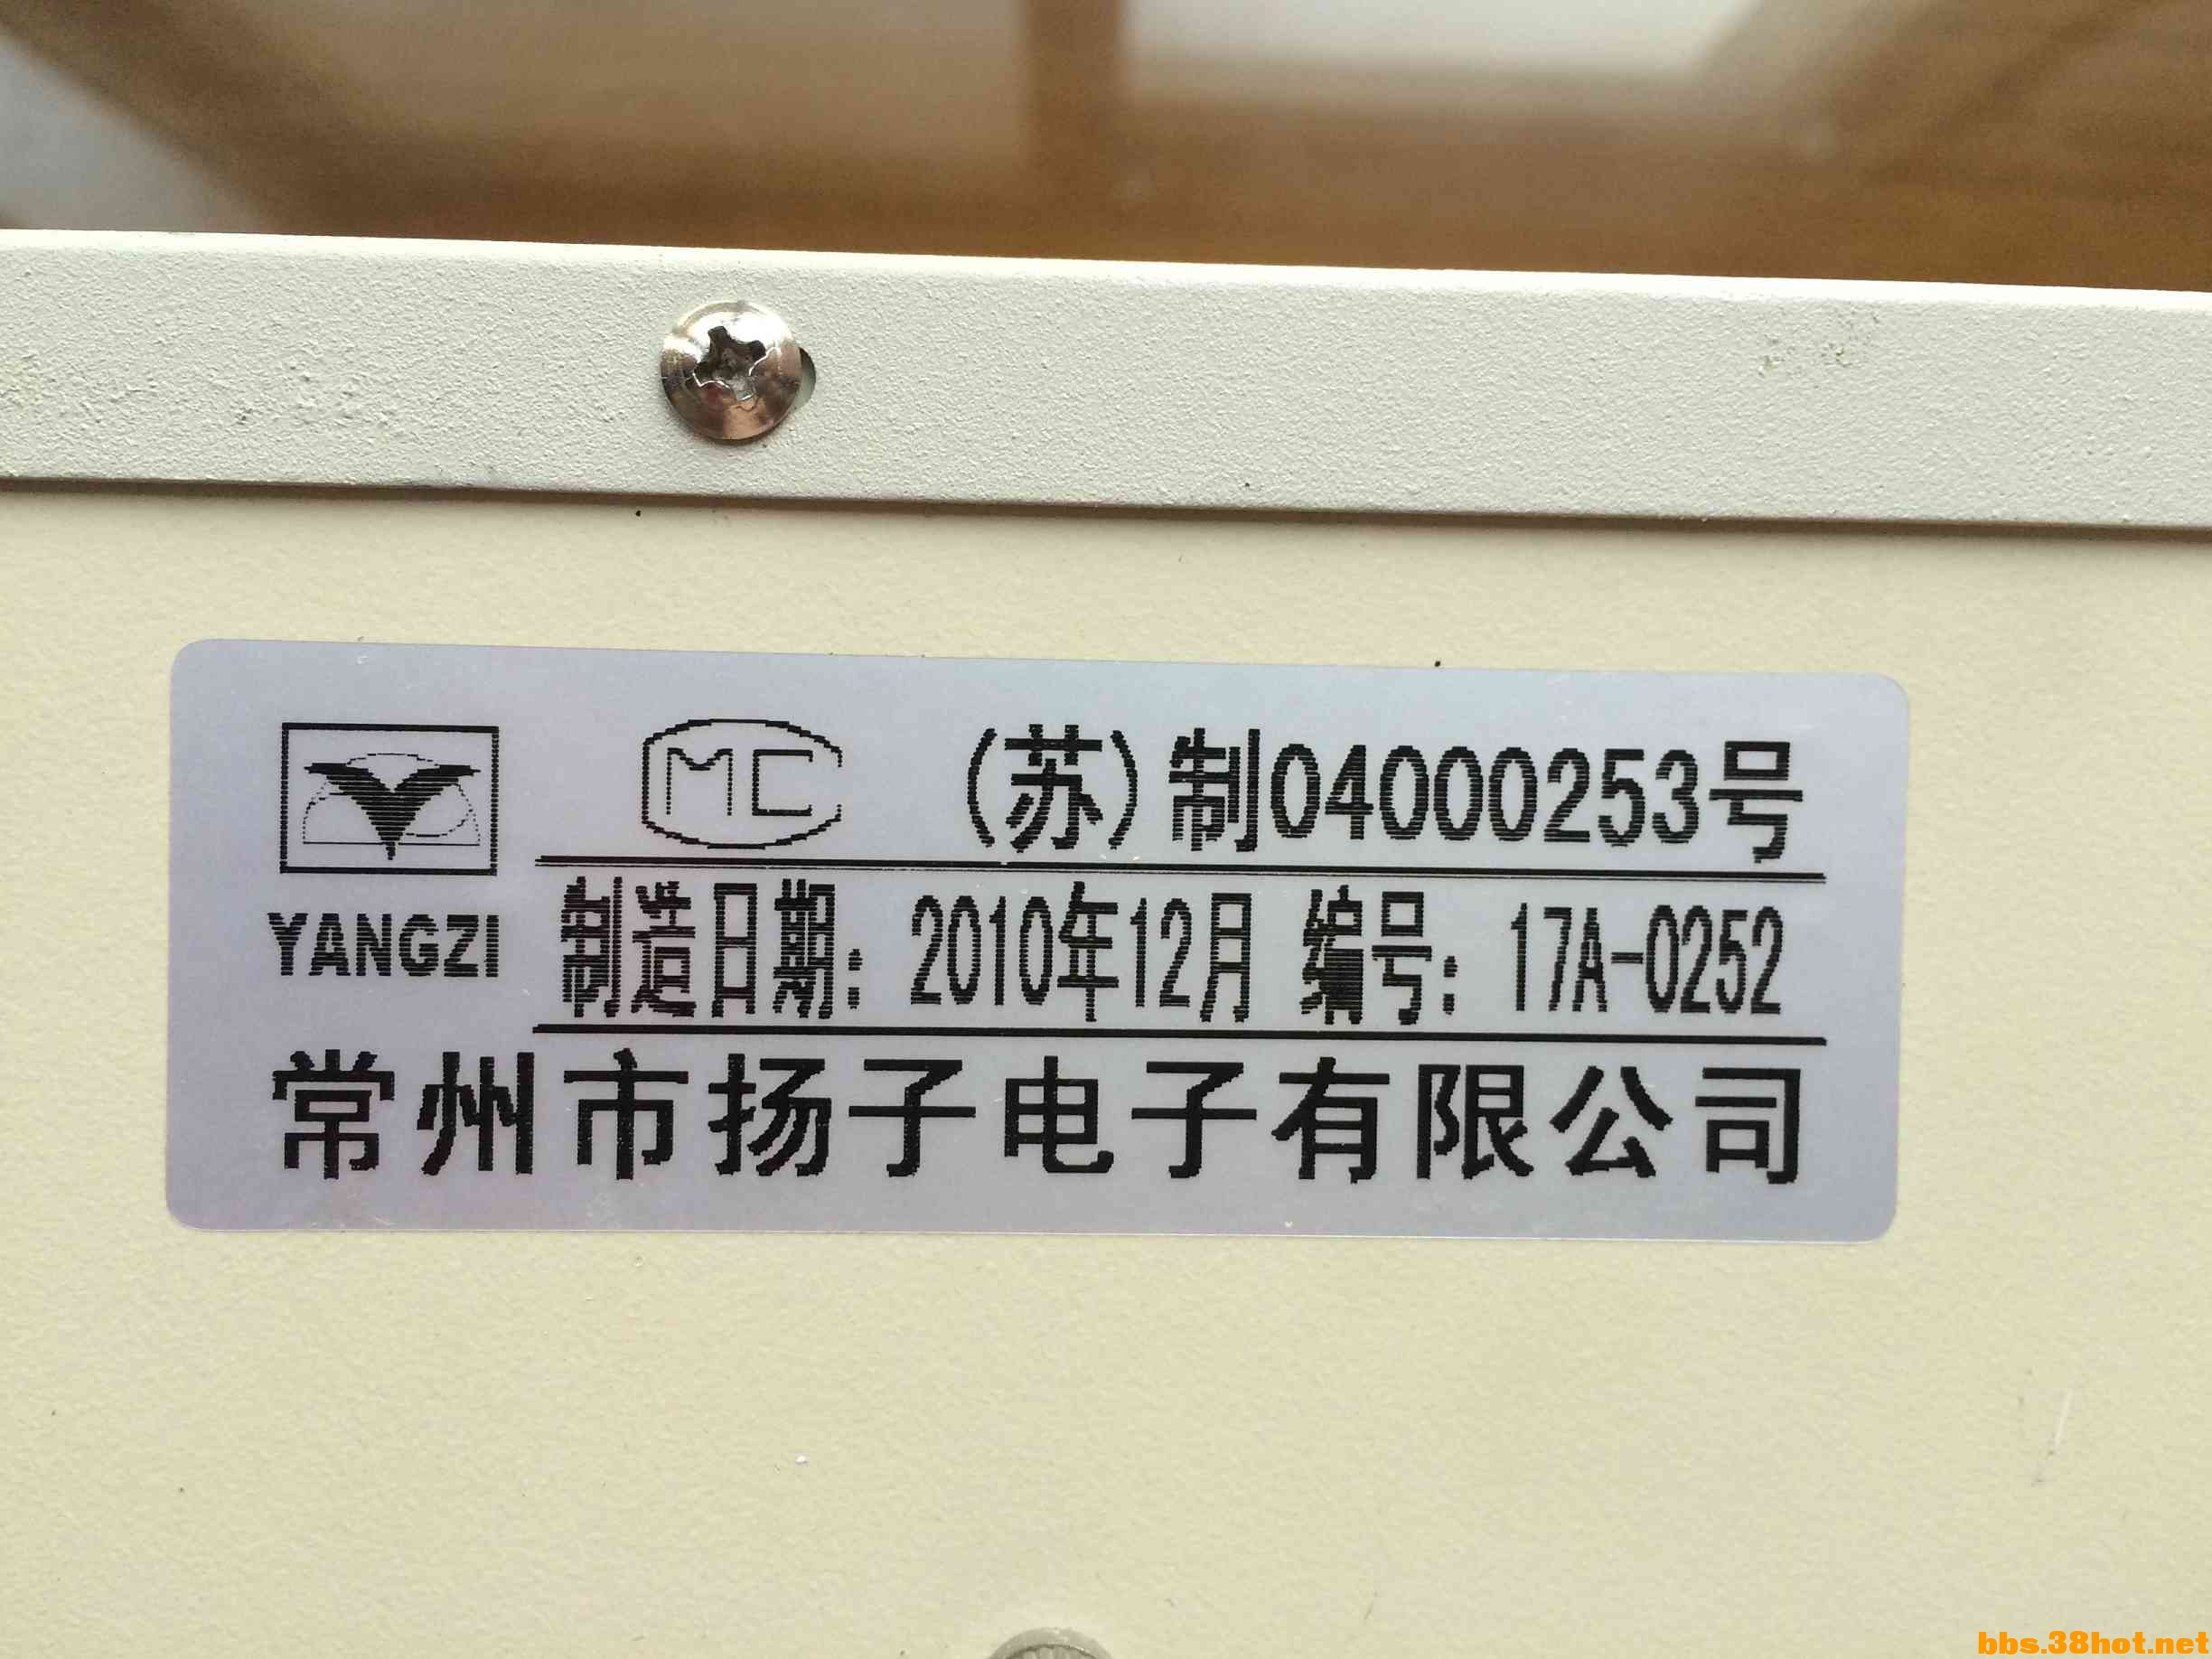 MC (苏)制04000253号
YANGZI 制造日期: 2010年12月 编号: 17A-0252
常州市扬子电子有限公司
bbs.38hot.net